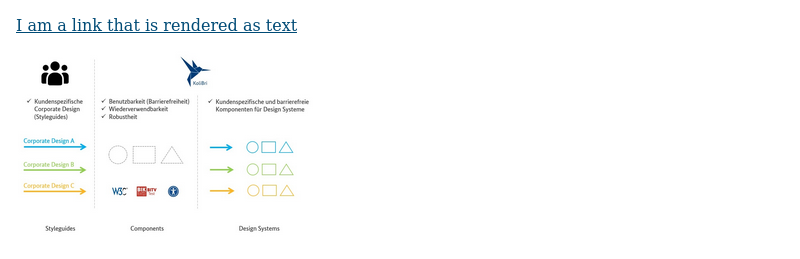 I am a link that is rendered as text
KoliBri
✓ Kundenspezifische
Corporate Design
(Styleguides)
✓ Benutzbarkeit (Barrierefreiheit)
✓ Wiederverwendbarkeit
✓ Robustheit
✓ Kundenspezifische und barrierefreie
Komponenten für Design Systeme
Corporate Design A
Corporate Design B
Corporate Design C
W3C
BITV
Styleguides
Components
Design Systems